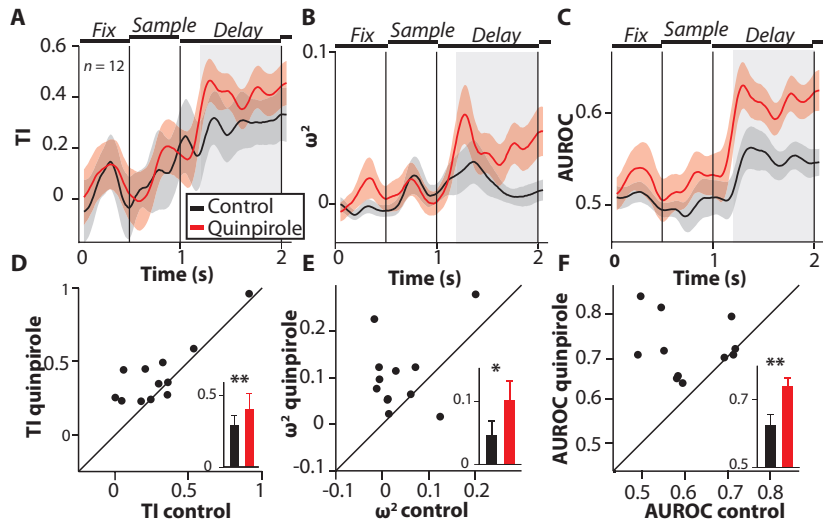 A
Fix Sample Delay
n = 12
0.6
0.4
0.2
0
TI
0 1 2
Time (s)
Control
Quinpirole
B
Fix Sample Delay
0.1
0
ω²
0 1 2
Time (s)
C
Fix Sample Delay
0.6
0.5
AUROC
0 1 2
Time (s)
D
1
0.5
0
TI quinpirole
0 0.5 1
TI control
**
0.5
0
E
0.2
0.1
0
-0.1
ω² quinpirole
-0.1 0 0.1 0.2
ω² control
*
0.1
0
F
0.8
0.7
0.6
0.5
AUROC quinpirole
0.5 0.6 0.7 0.8
AUROC control
**
0.7
0.5